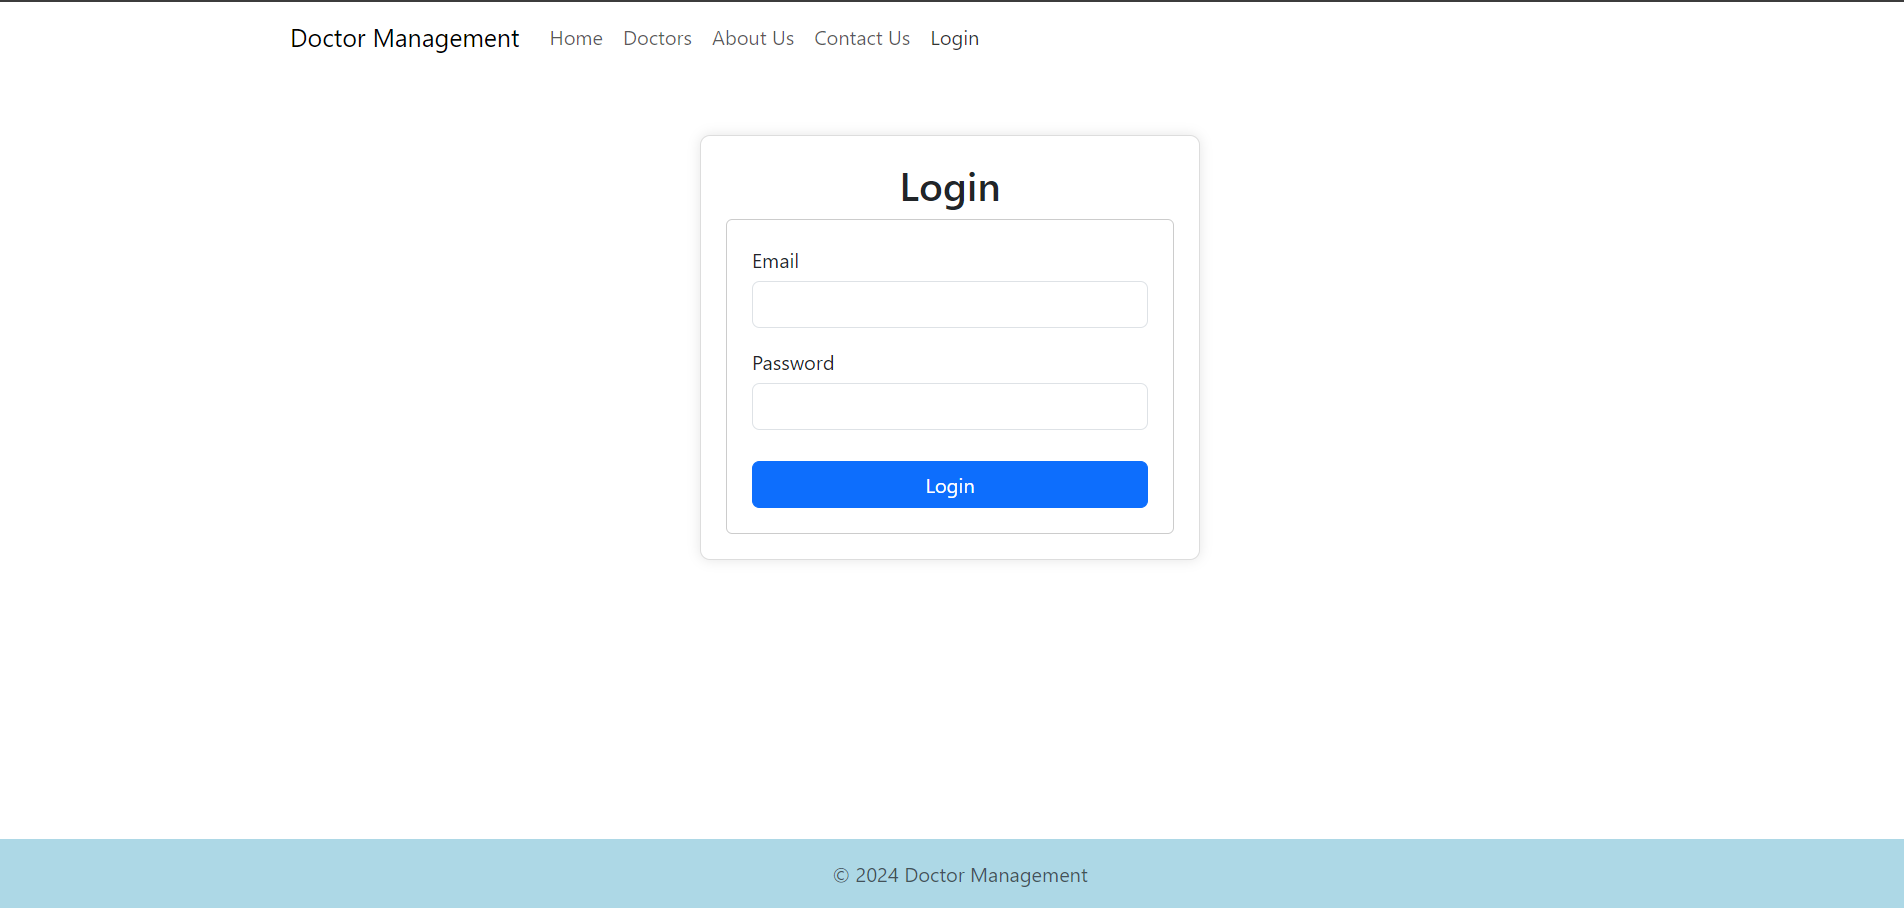 Doctor Management Home Doctors About Us Contact Us Login
Login
Email
Password
Login
© 2024 Doctor Management